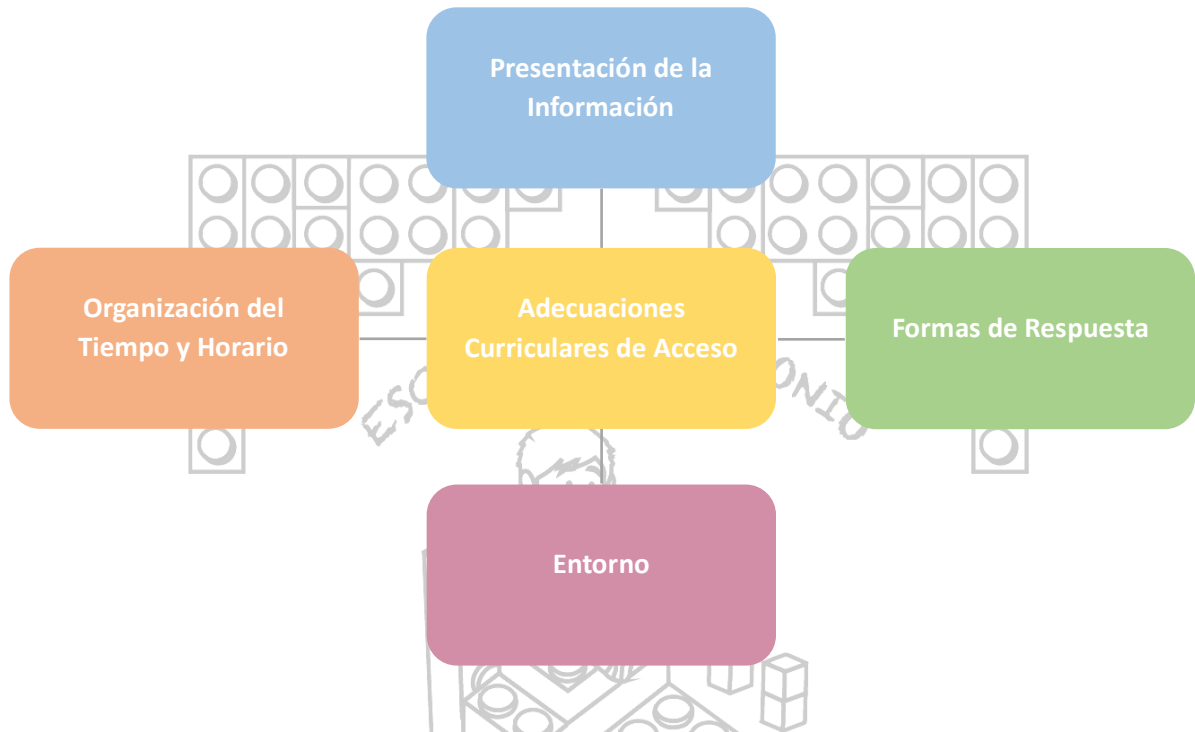 Presentación de la
Información
Organización del
Tiempo y Horario
Adecuaciones
Curriculares de Acceso
Formas de Respuesta
Entorno